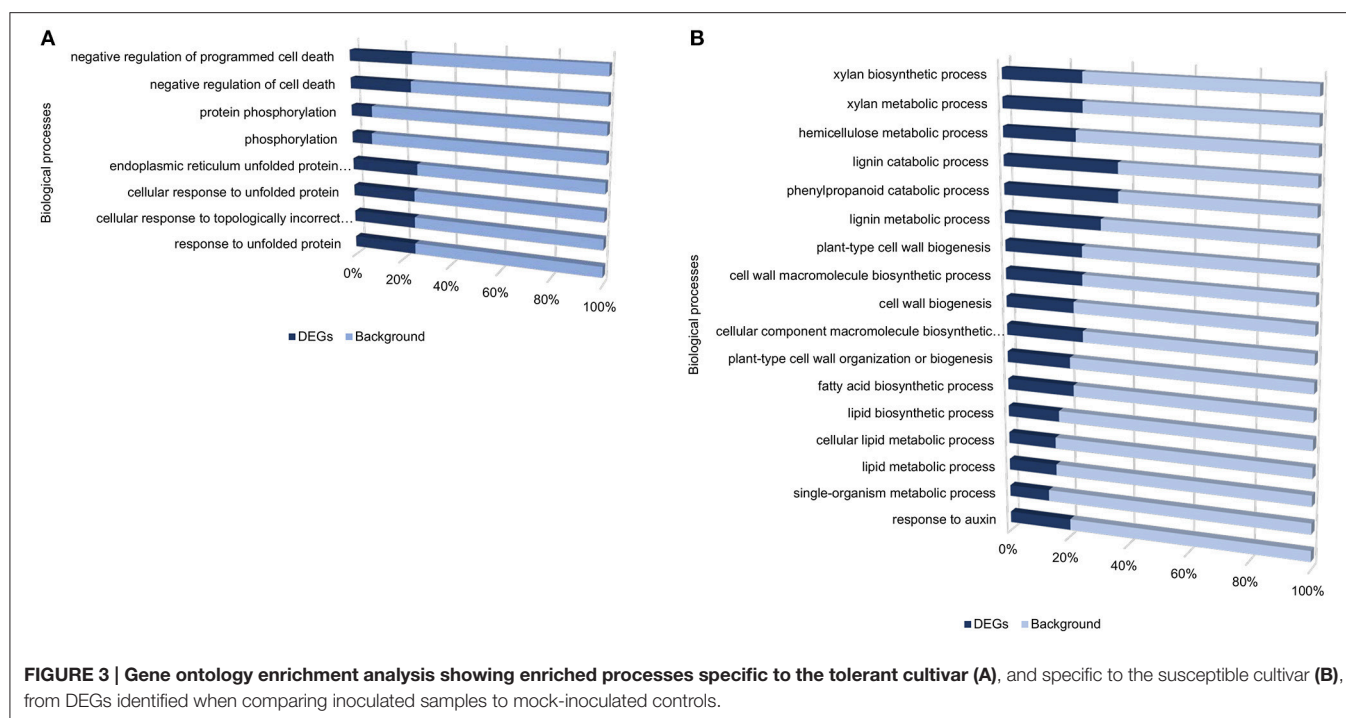 A
Biological processes
negative regulation of programmed cell death
negative regulation of cell death
protein phosphorylation
phosphorylation
endoplasmic reticulum unfolded protein...
cellular response to unfolded protein
cellular response to topologically incorrect...
response to unfolded protein
0%
20%
40%
60%
80%
100%
DEGs Background
B
Biological processes
xylan biosynthetic process
xylan metabolic process
hemicellulose metabolic process
lignin catabolic process
phenylpropanoid catabolic process
lignin metabolic process
plant-type cell wall biogenesis
cell wall macromolecule biosynthetic process
cell wall biogenesis
cellular component macromolecule biosynthetic...
plant-type cell wall organization or biogenesis
fatty acid biosynthetic process
lipid biosynthetic process
cellular lipid metabolic process
lipid metabolic process
single-organism metabolic process
response to auxin
0%
20%
40%
60%
80%
100%
DEGs Background
FIGURE 3 | Gene ontology enrichment analysis showing enriched processes specific to the tolerant cultivar (A), and specific to the susceptible cultivar (B),
from DEGs identified when comparing inoculated samples to mock-inoculated controls.